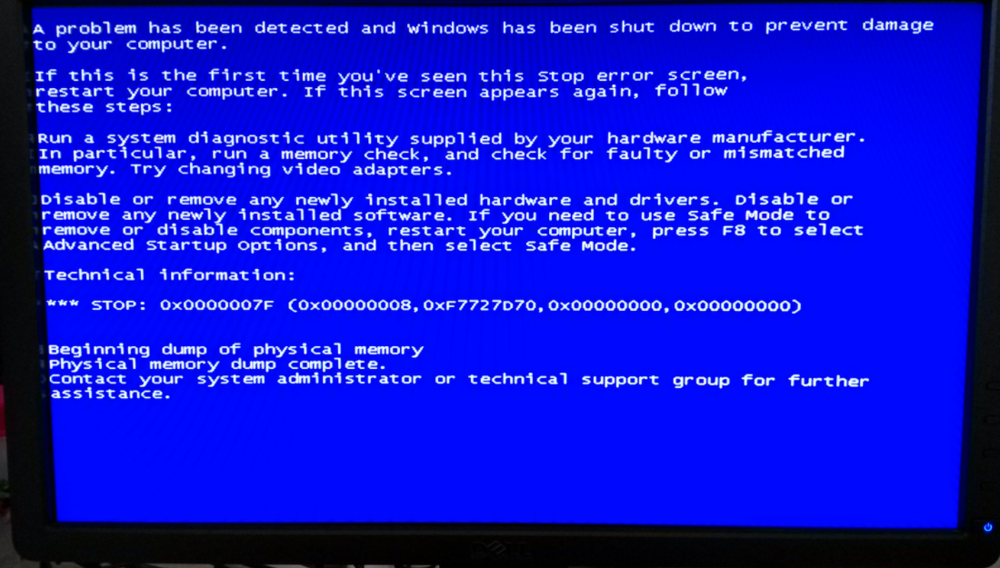 A problem has been detected and Windows has been shut down to prevent damage
to your computer.
If this is the first time you've seen this Stop error screen,
restart your computer. If this screen appears again, follow
these steps:
Run a system diagnostic utility supplied by your hardware manufacturer.
In particular, run a memory check, and check for faulty or mismatched
memory. Try changing video adapters.
Disable or remove any newly installed hardware and drivers. Disable or
remove any newly installed software. If you need to use Safe Mode to
remove or disable components, restart your computer, press F8 to select
Advanced Startup Options, and then select Safe Mode.
Technical information:
*** STOP: 0x0000007F (0x00000008,0xF7727D70,0x00000000,0x00000000)
Beginning dump of physical memory
Physical memory dump complete.
Contact your system administrator or technical support group for further
assistance.
DELL